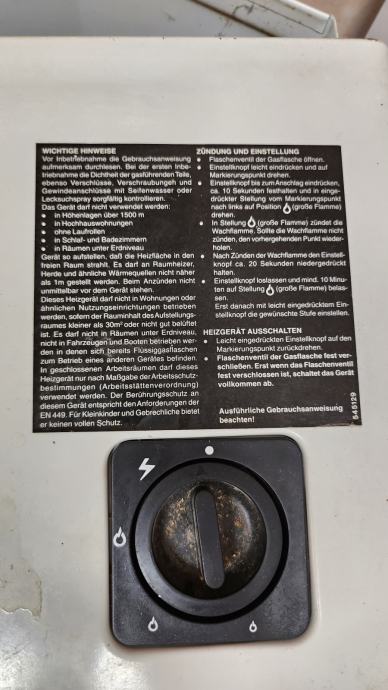 WICHTIGE HINWEISE
Vor Inbetriebnahme die Gebrauchsanweisung
aufmerksam durchlesen. Bei der ersten Inbe-
triebnahme die Dichtheit der gasführenden Teile,
ebenso Verschlüsse, Verschraubungen und
Gewindeanschlüsse mit Seifenwasser oder
Lecksuchspray sorgfältig kontrollieren.
Das Gerät darf nicht verwendet werden:
• in Höhenlagen über 1500 m
• in Hochhauswohnungen
• ohne Laufrollen
• in Schlaf- und Badezimmern
• in Räumen unter Erdniveau
Gerät so aufstellen, daß die Heizfläche in den
freien Raum strahlt. Es darf an Raumheizer,
Herde und ähnliche Wärmequellen nicht näher
als 1m gestellt werden. Beim Anzünden nicht
unmittelbar vor dem Gerät stehen.
Dieses Heizgerät darf nicht in Wohnungen oder
ähnlichen Nutzungseinrichtungen betrieben
werden, sofern der Rauminhalt des Aufstellungs-
raumes kleiner als 30m³ oder nicht gut belüftet
ist. Es darf nicht in Räumen unter Erdniveau,
nicht in Fahrzeugen und Booten betrieben wer-
den in denen sich bereits Flüssiggasflaschen
zum Betrieb eines anderen Gerätes befinden.
In geschlossenen Arbeitsräumen darf dieses
Heizgerät nur nach Maßgabe der Arbeitsschutz-
bestimmungen (Arbeitsstättenverordnung)
verwendet werden. Der Berührungsschutz an
diesem Gerät entspricht den Anforderungen der
EN 449. Für Kleinkinder und Gebrechliche bietet
er keinen vollen Schutz.
ZÜNDUNG UND EINSTELLUNG
• Flaschenventil der Gasflasche öffnen.
• Einstellknopf leicht eindrücken und auf
Markierungspunkt drehen.
• Einstellknopf bis zum Anschlag eindrücken,
ca. 10 Sekunden festhalten und in einge-
drückter Stellung vom Markierungspunkt
nach links auf Position (große Flamme)
drehen.
• In Stellung (große Flamme) zündet die
Wachflamme. Sollte die Wachflamme nicht
zünden, den vorhergehenden Punkt wieder-
holen.
• Nach Zünden der Wachflamme den Einstell-
knopf ca. 20 Sekunden niedergedrückt
halten.
• Einstellknopf loslassen und mind. 10 Minu-
ten auf Stellung (große Flamme) belas-
sen.
Erst danach mit leicht eingedrücktem Ein-
stellknopf die gewünschte Stufe einstellen.
HEIZGERÄT AUSSCHALTEN
• Leicht eingedrückten Einstellknopf auf den
Markierungspunkt zurückdrehen.
• Flaschenventil der Gasflasche fest ver-
schließen. Erst wenn das Flaschenventil
fest verschlossen ist, schaltet das Gerät
vollkommen ab.
Ausführliche Gebrauchsanweisung
beachten!
545129